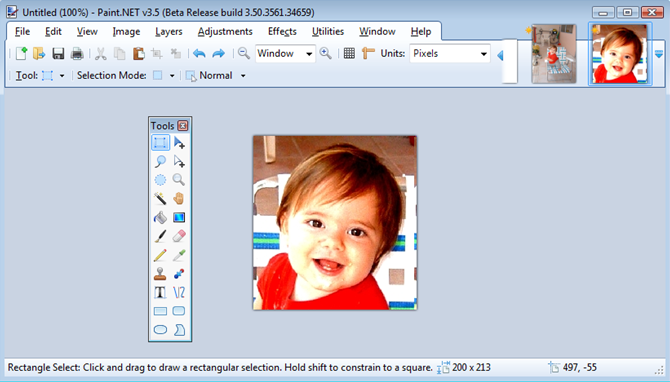 Untitled (100%) - Paint.NET v3.5 (Beta Release build 3.50.3561.34659)
File Edit View Image Layers Adjustments Effects Utilities Window Help
Window Units: Pixels
Tool: Selection Mode: Normal
Tools
T
Rectangle Select: Click and drag to draw a rectangular selection. Hold shift to constrain to a square. 200 x 213 497, -55